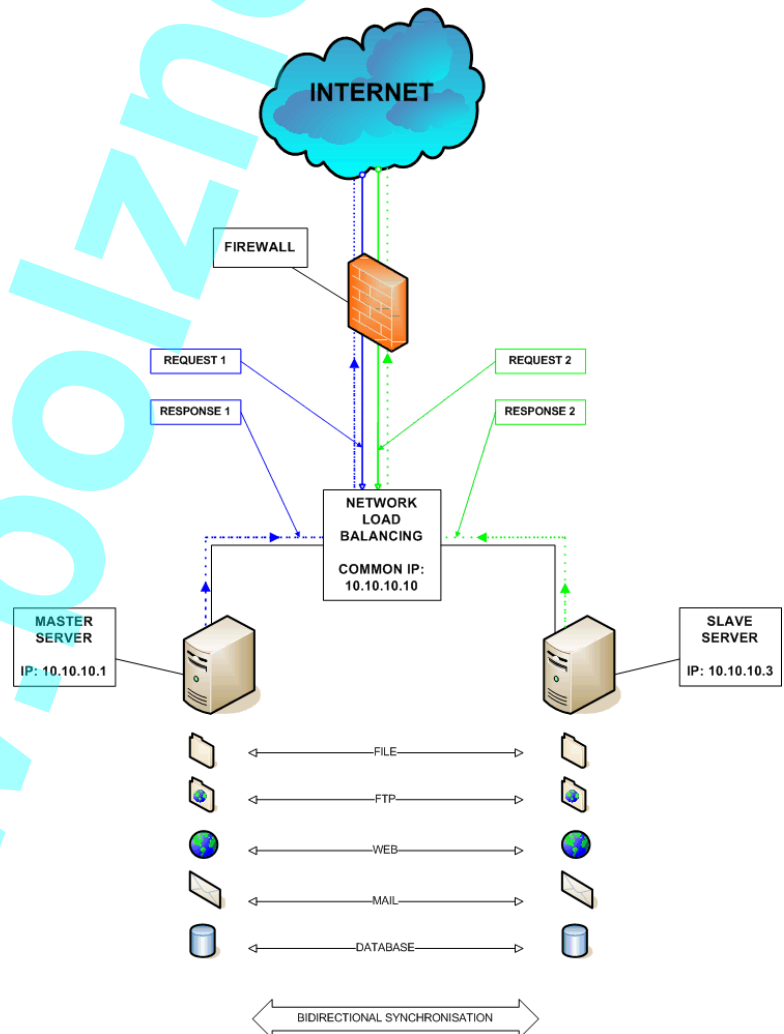 INTERNET
FIREWALL
REQUEST 1
REQUEST 2
RESPONSE 1
RESPONSE 2
NETWORK
LOAD
BALANCING
COMMON IP:
10.10.10.10
MASTER
SERVER
IP: 10.10.10.1
SLAVE
SERVER
IP: 10.10.10.3
FILE
FTP
WEB
MAIL
DATABASE
BIDIRECTIONAL SYNCHRONISATION